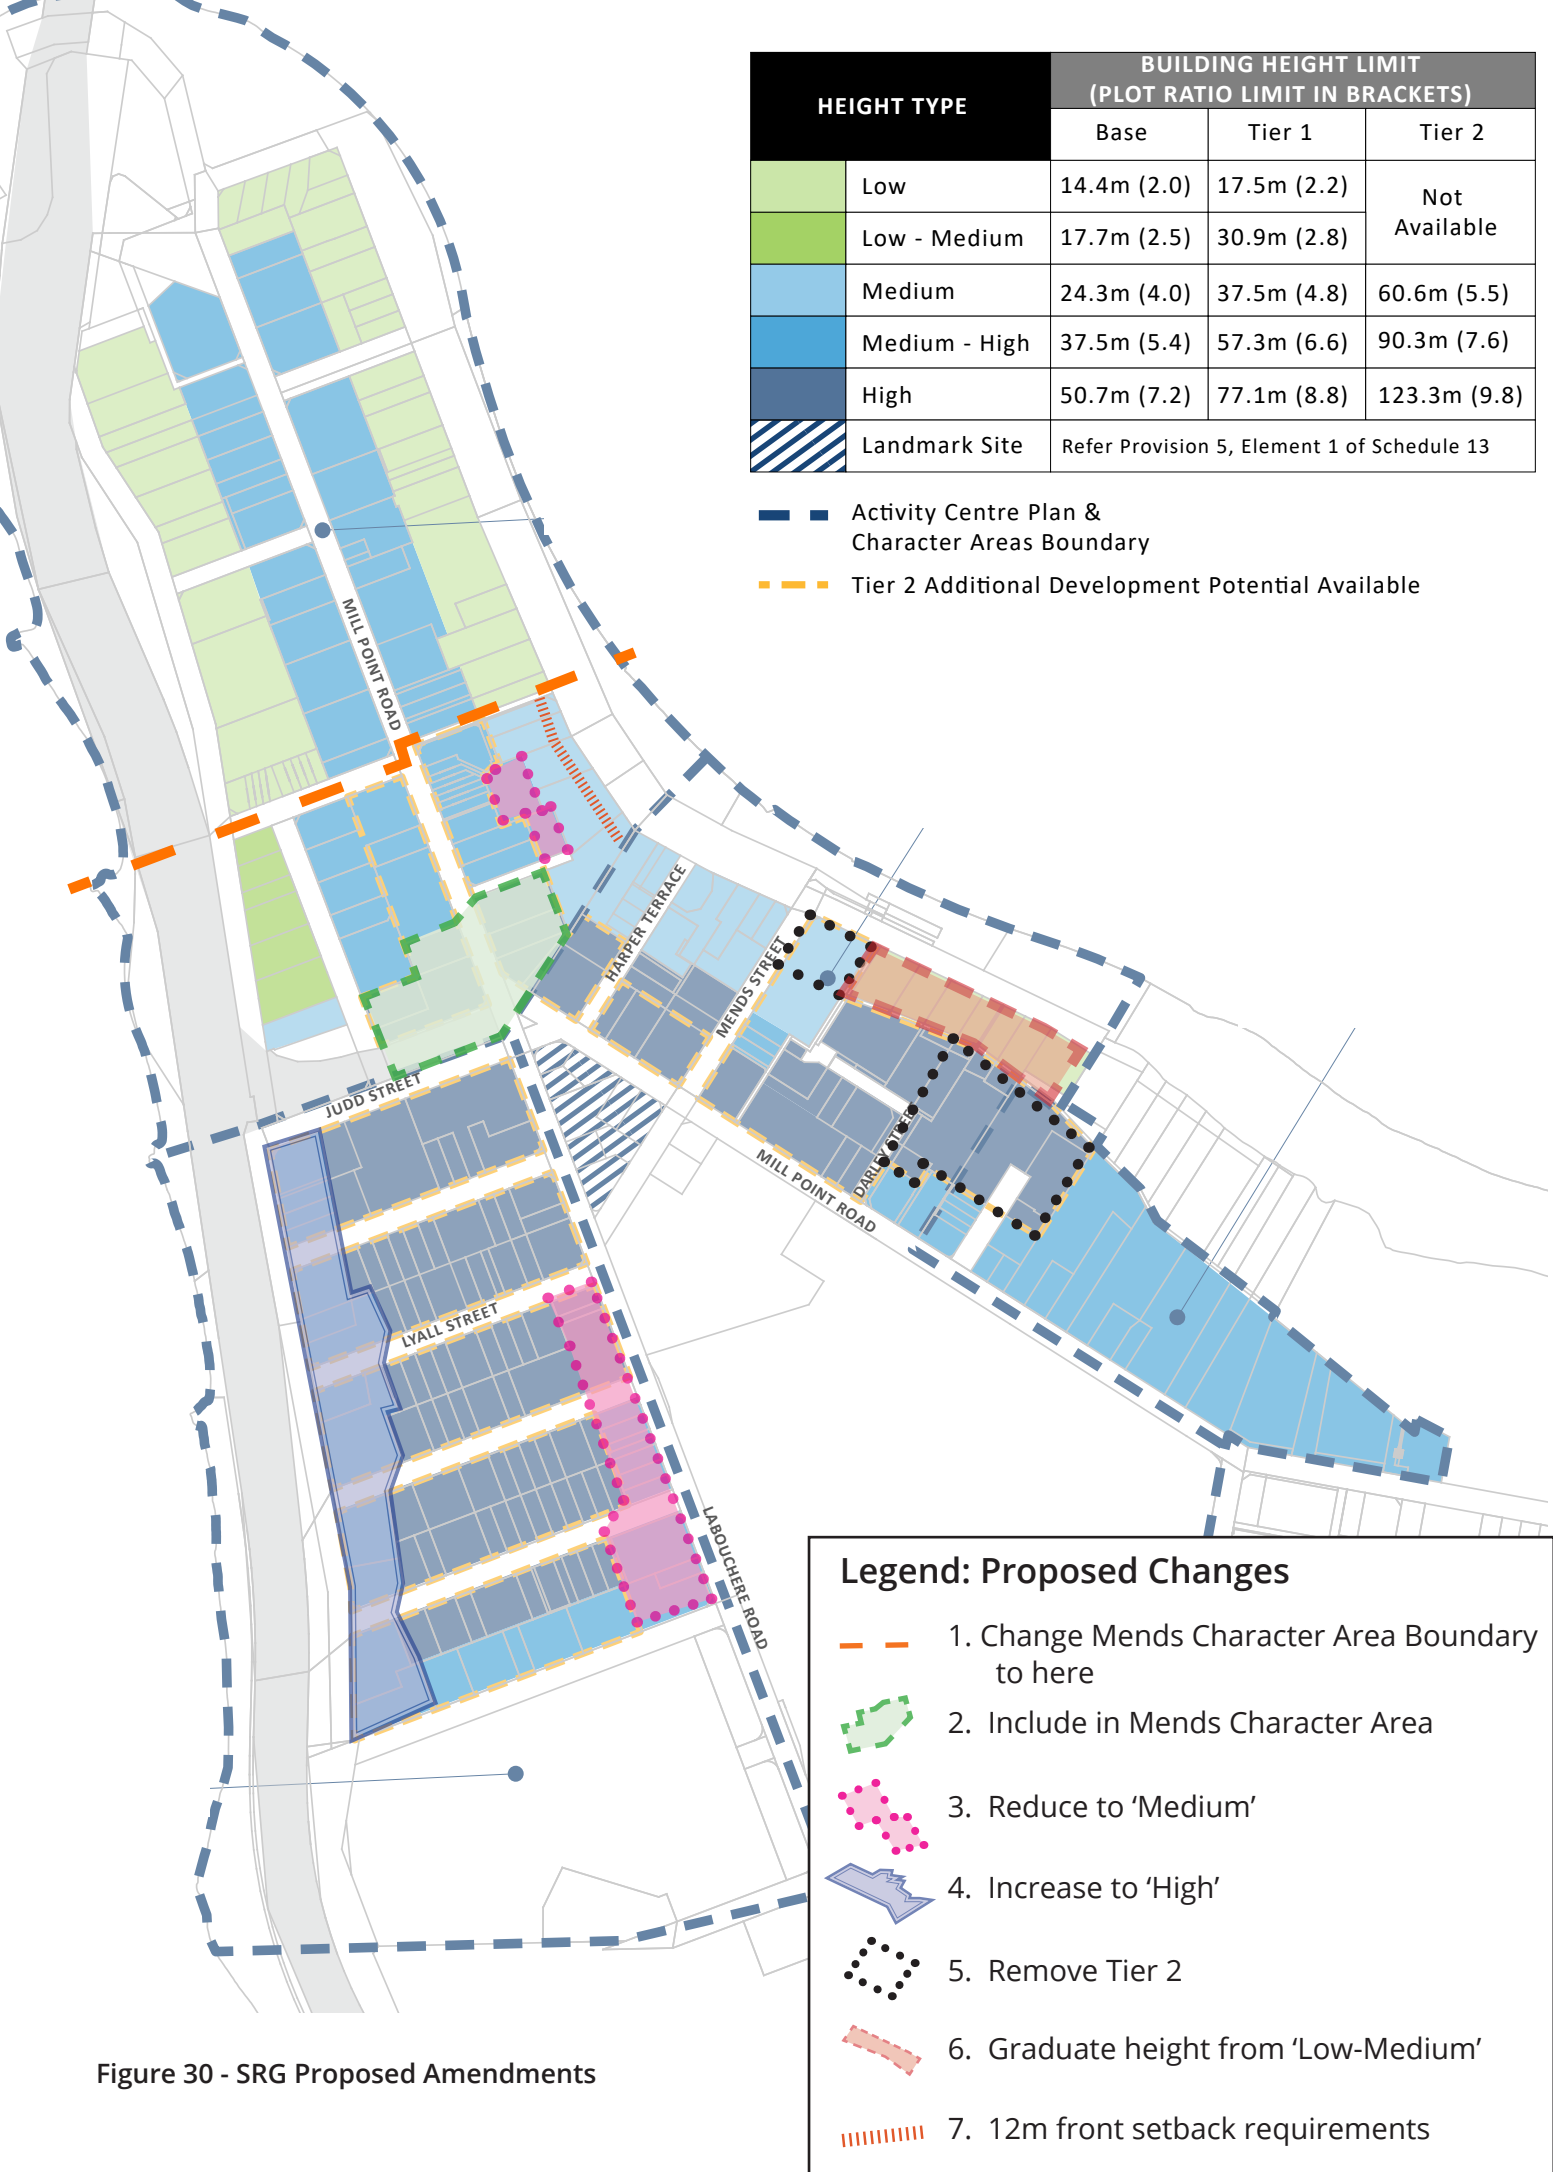 HEIGHT TYPE
BUILDING HEIGHT LIMIT
(PLOT RATIO LIMIT IN BRACKETS)
Base Tier 1 Tier 2
Low 14.4m (2.0) 17.5m (2.2)
Not
Available
Low - Medium 17.7m (2.5) 30.9m (2.8)
Medium 24.3m (4.0) 37.5m (4.8) 60.6m (5.5)
Medium - High 37.5m (5.4) 57.3m (6.6) 90.3m (7.6)
High 50.7m (7.2) 77.1m (8.8) 123.3m (9.8)
Landmark Site Refer Provision 5, Element 1 of Schedule 13
Activity Centre Plan &
Character Areas Boundary
Tier 2 Additional Development Potential Available
MILL POINT ROAD
HARPER TERRACE
MENDS STREET
JUDD STREET
DARLEY STREET
MILL POINT ROAD
LYALL STREET
LABOUCHERE ROAD
Legend: Proposed Changes
1. Change Mends Character Area Boundary
to here
2. Include in Mends Character Area
3. Reduce to ‘Medium’
4. Increase to ‘High’
5. Remove Tier 2
6. Graduate height from ‘Low-Medium’
7. 12m front setback requirements
Figure 30 - SRG Proposed Amendments